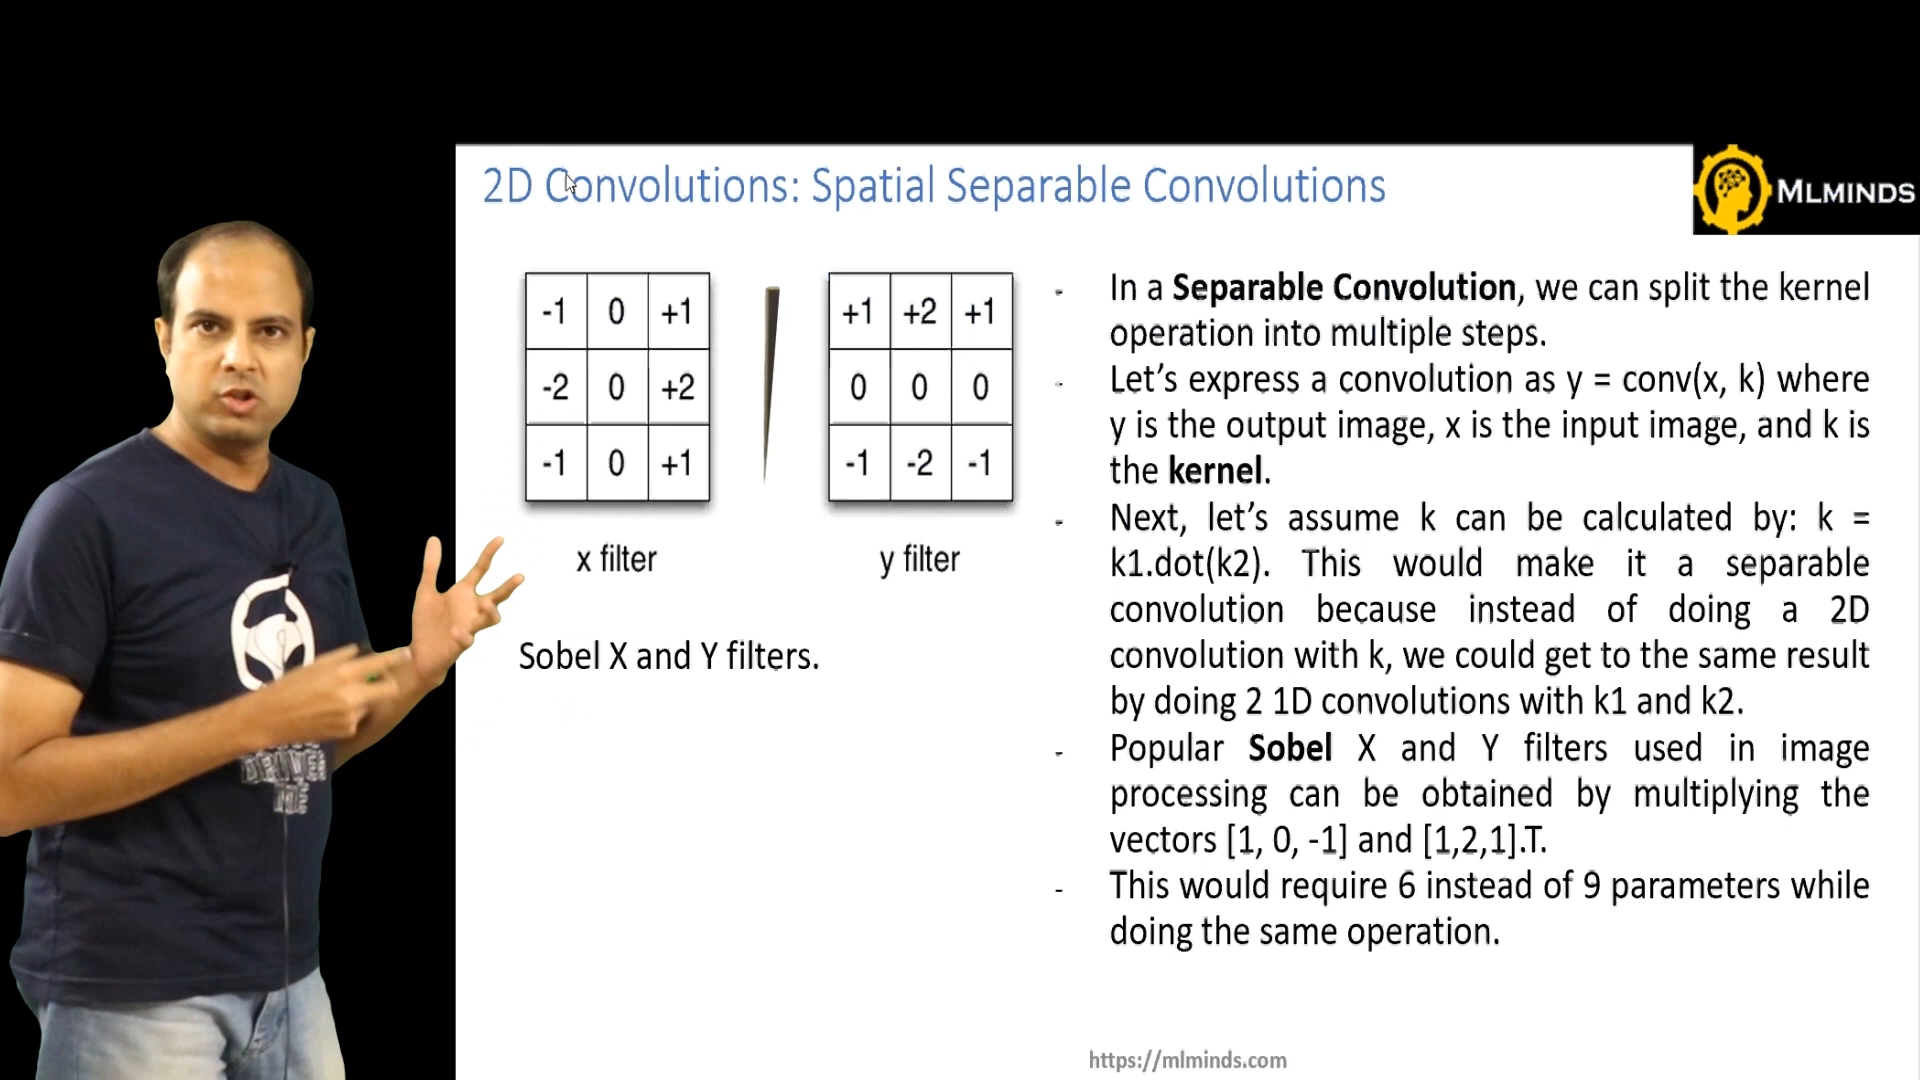 2D Convolutions: Spatial Separable Convolutions
MLMINDS
-1 0 +1
-2 0 +2
-1 0 +1
x filter
+1 +2 +1
0 0 0
-1 -2 -1
y filter
Sobel X and Y filters.
- In a Separable Convolution, we can split the kernel
operation into multiple steps.
- Let’s express a convolution as y = conv(x, k) where
y is the output image, x is the input image, and k is
the kernel.
- Next, let’s assume k can be calculated by: k =
k1.dot(k2). This would make it a separable
convolution because instead of doing a 2D
convolution with k, we could get to the same result
by doing 2 1D convolutions with k1 and k2.
- Popular Sobel X and Y filters used in image
processing can be obtained by multiplying the
vectors [1, 0, -1] and [1,2,1].T.
- This would require 6 instead of 9 parameters while
doing the same operation.
https://mlminds.com